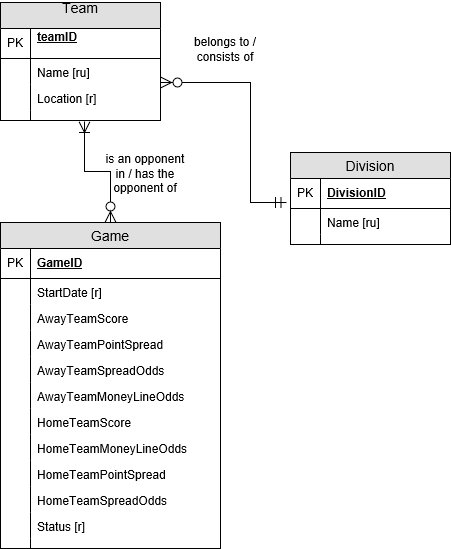 Team
PK teamID
Name [ru]
Location [r]
belongs to /
consists of
is an opponent
in / has the
opponent of
Division
PK DivisionID
Name [ru]
Game
PK GameID
StartDate [r]
AwayTeamScore
AwayTeamPointSpread
AwayTeamSpreadOdds
AwayTeamMoneyLineOdds
HomeTeamScore
HomeTeamMoneyLineOdds
HomeTeamPointSpread
HomeTeamSpreadOdds
Status [r]